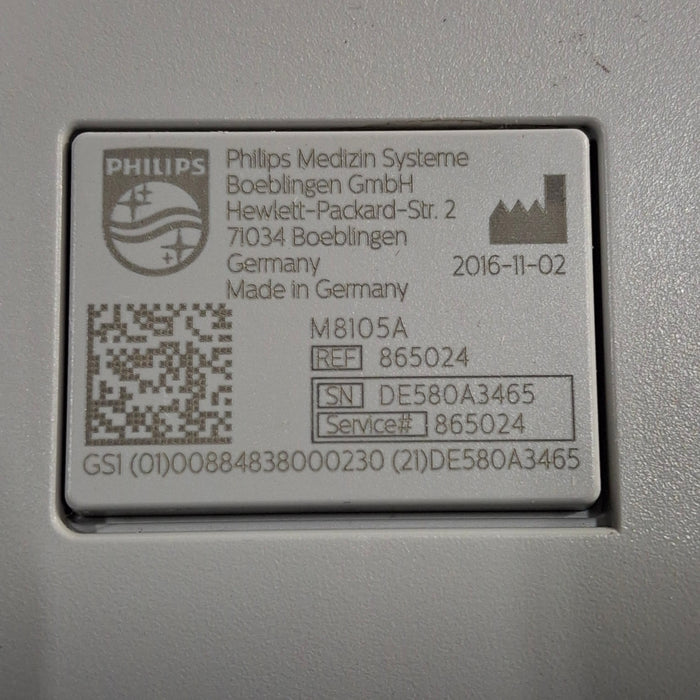 PHILIPS
Philips Medizin Systeme
Boeblingen GmbH
Hewlett-Packard-Str. 2
71034 Boeblingen
Germany
Made in Germany
2016-11-02
M8105A
REF 865024
SN DE580A3465
Service# 865024
GS1 (01)00884838000230 (21)DE580A3465